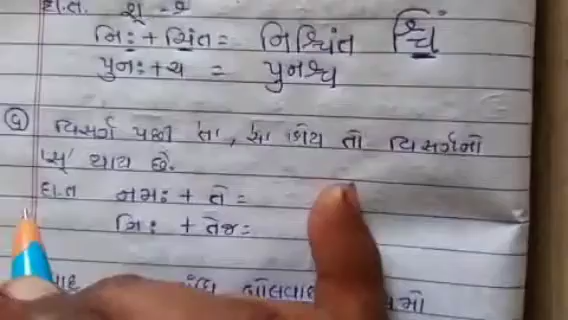 દા.ત. શ્ - શ્ર
નિઃ + ચિંત = નિશ્ચિંત શ્ચિં
પુનઃ + ચ = પુનશ્ચ
વિસર્ગ પછી 'ત', 'સ' હોય તો વિસર્ગનો
'સ્' થાય છે.
દા.ત નમઃ + તે =
નિઃ + તેજ =